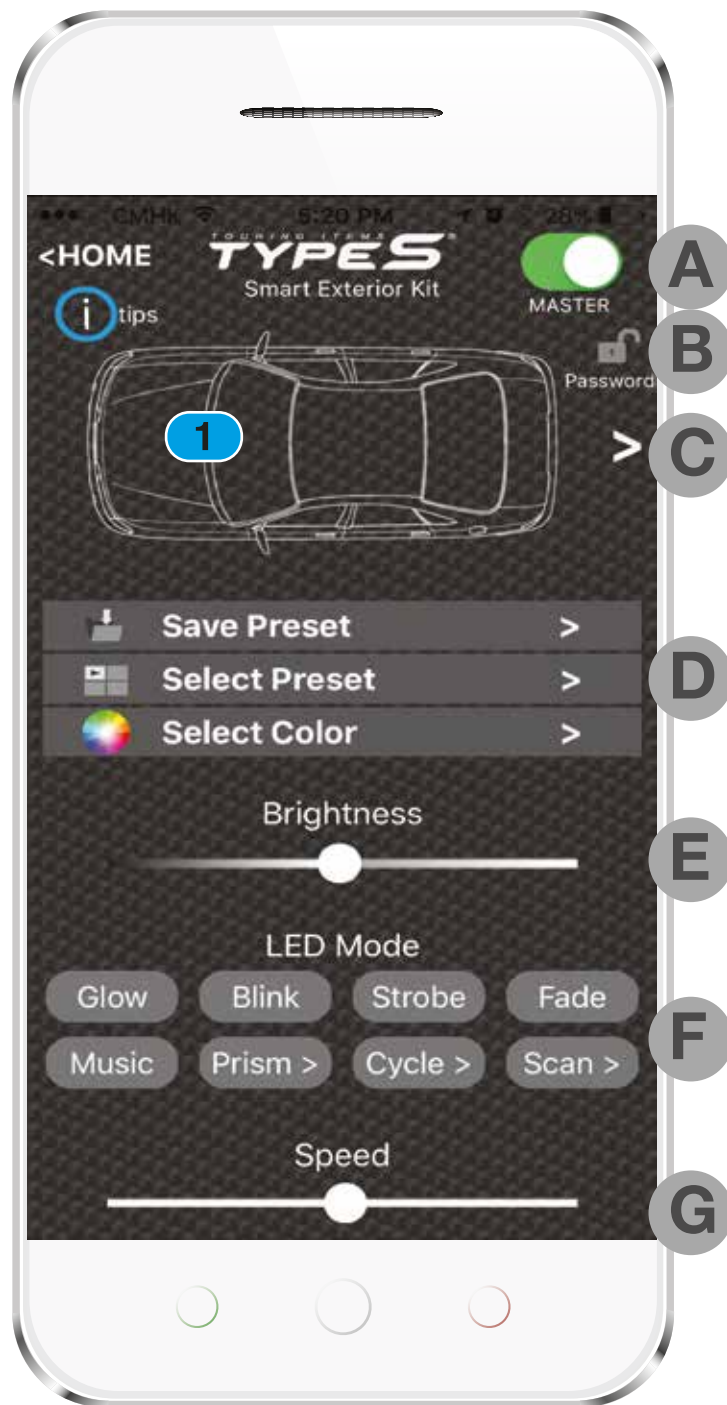 CMHK 5:20 PM 28%
<HOME
TOURING ITEMS
TYPE S®
Smart Exterior Kit
MASTER
A
i tips
Password
B
1
>
C
Save Preset >
Select Preset >
D
Select Color >
Brightness
E
LED Mode
Glow Blink Strobe Fade
F
Music Prism > Cycle > Scan >
Speed
G